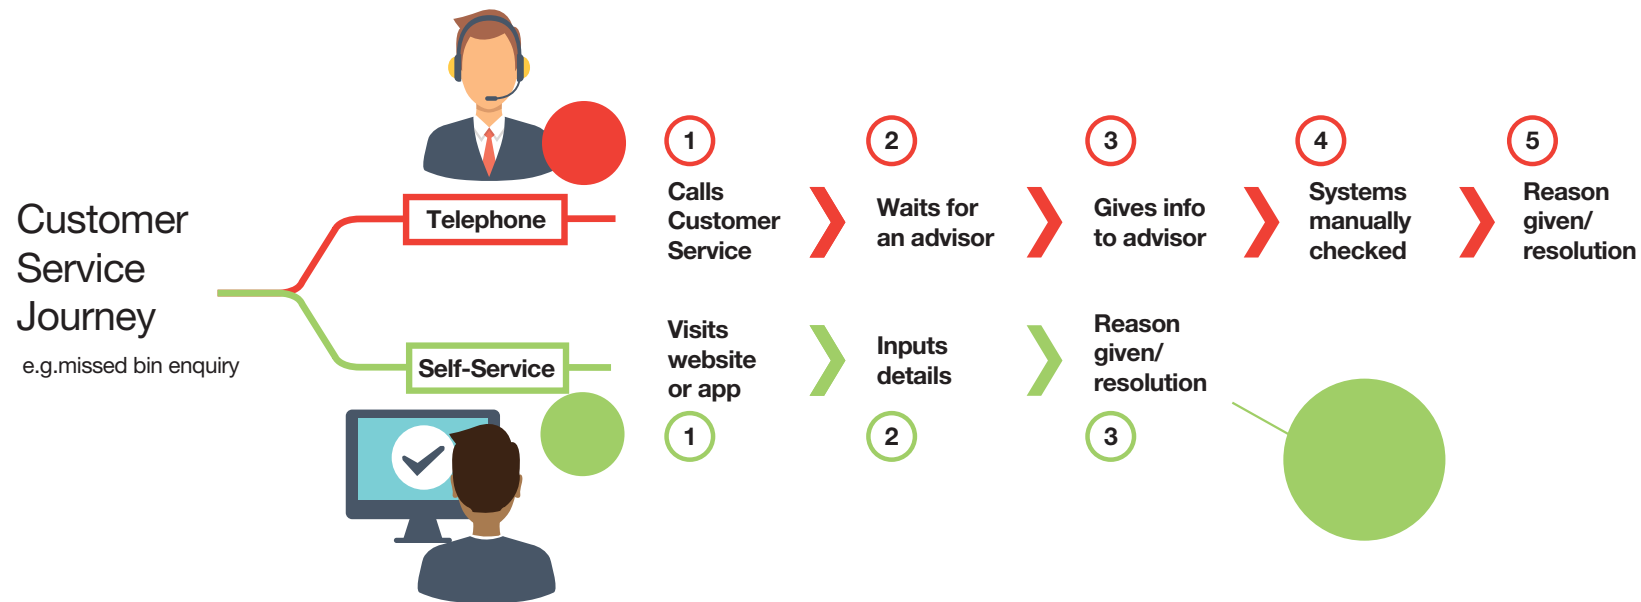 Customer
Service
Journey
e.g.missed bin enquiry
Telephone
1
Calls
Customer
Service
2
Waits for
an advisor
3
Gives info
to advisor
4
Systems
manually
checked
5
Reason
given/
resolution
Self-Service
Visits
website
or app
1
Inputs
details
2
Reason
given/
resolution
3